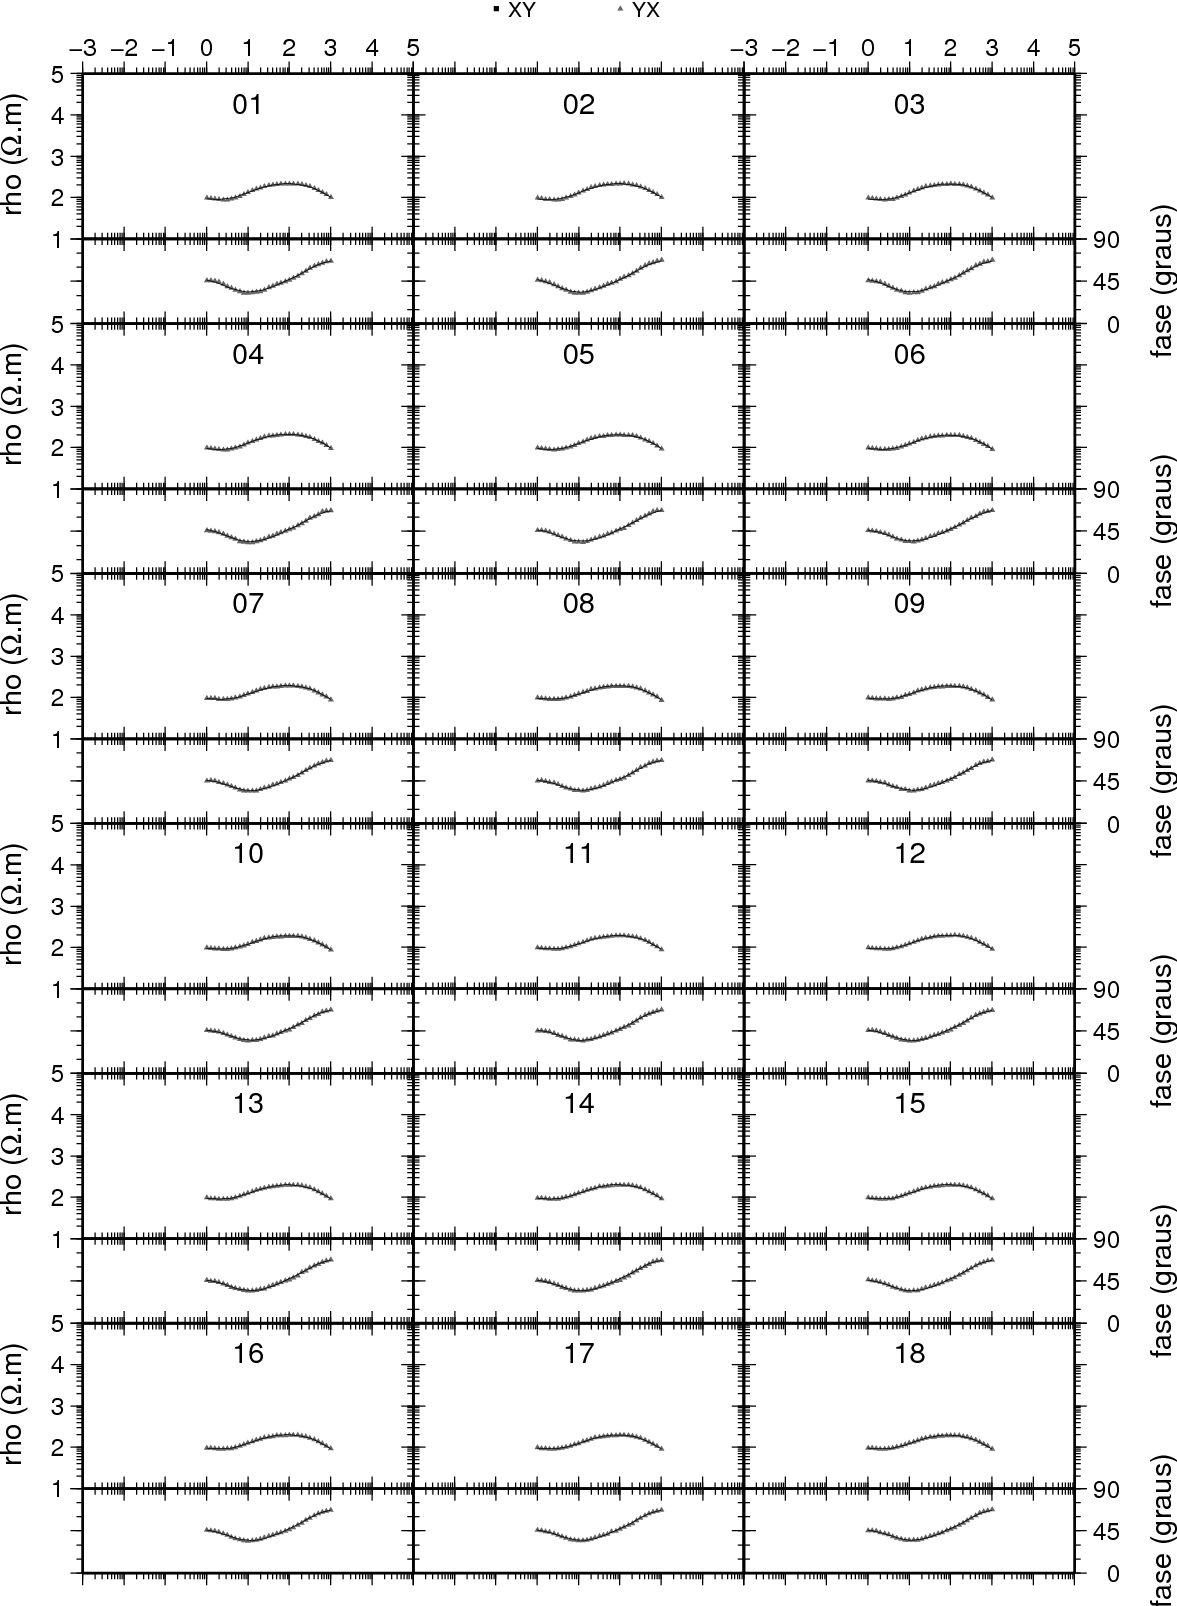 XY YX
−3 −2 −1 0 1 2 3 4 5 −3 −2 −1 0 1 2 3 4 5
rho (Ω.m) 5 4 3 2 1 01 02 03
fase (graus) 90 45 0
rho (Ω.m) 5 4 3 2 1 04 05 06
fase (graus) 90 45 0
rho (Ω.m) 5 4 3 2 1 07 08 09
fase (graus) 90 45 0
rho (Ω.m) 5 4 3 2 1 10 11 12
fase (graus) 90 45 0
rho (Ω.m) 5 4 3 2 1 13 14 15
fase (graus) 90 45 0
rho (Ω.m) 5 4 3 2 1 16 17 18
fase (graus) 90 45 0